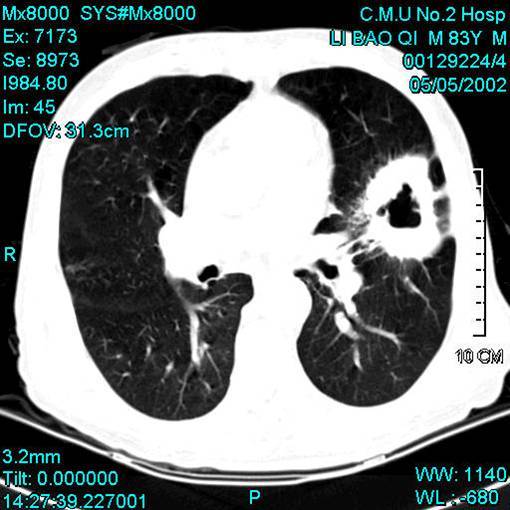 Mx8000 SYS#Mx8000
Ex: 7173
Se: 8973
I984.80
Im: 45
DFOV: 31.3cm
C.M.U No.2 Hosp
LI BAO QI M 83Y M
00129224/4
05/05/2002
R
10 CM
3.2mm
Tilt: 0.000000
14:27:39.227001
P
WW: 1140
WL: -680